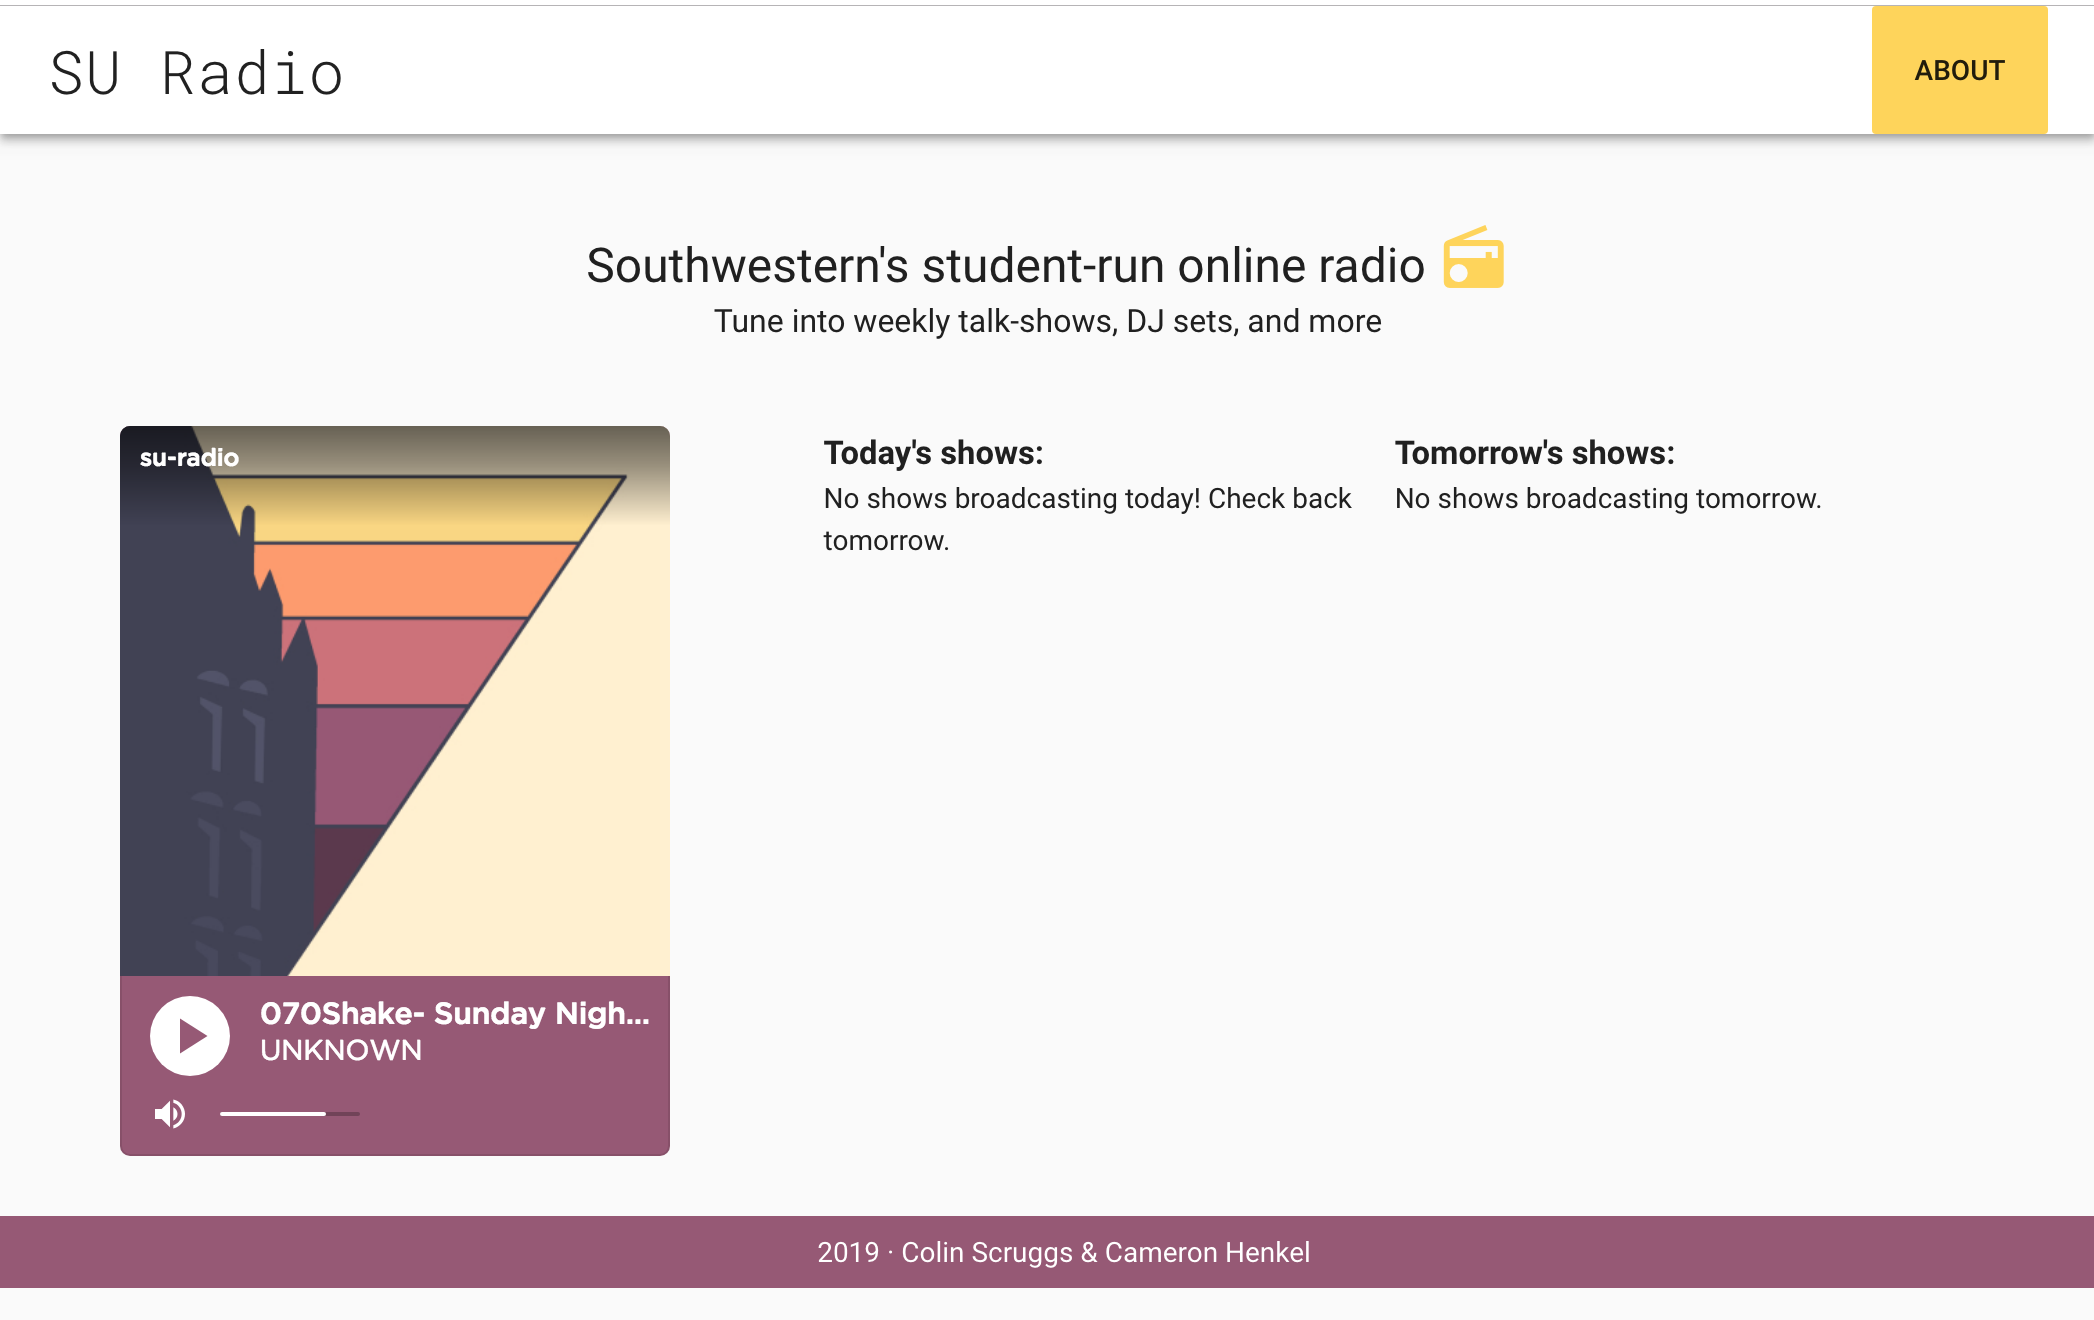 SU Radio
ABOUT
Southwestern's student-run online radio
Tune into weekly talk-shows, DJ sets, and more
su-radio
Today's shows:
No shows broadcasting today! Check back
tomorrow.
Tomorrow's shows:
No shows broadcasting tomorrow.
070Shake- Sunday Nigh...
UNKNOWN
2019 · Colin Scruggs & Cameron Henkel